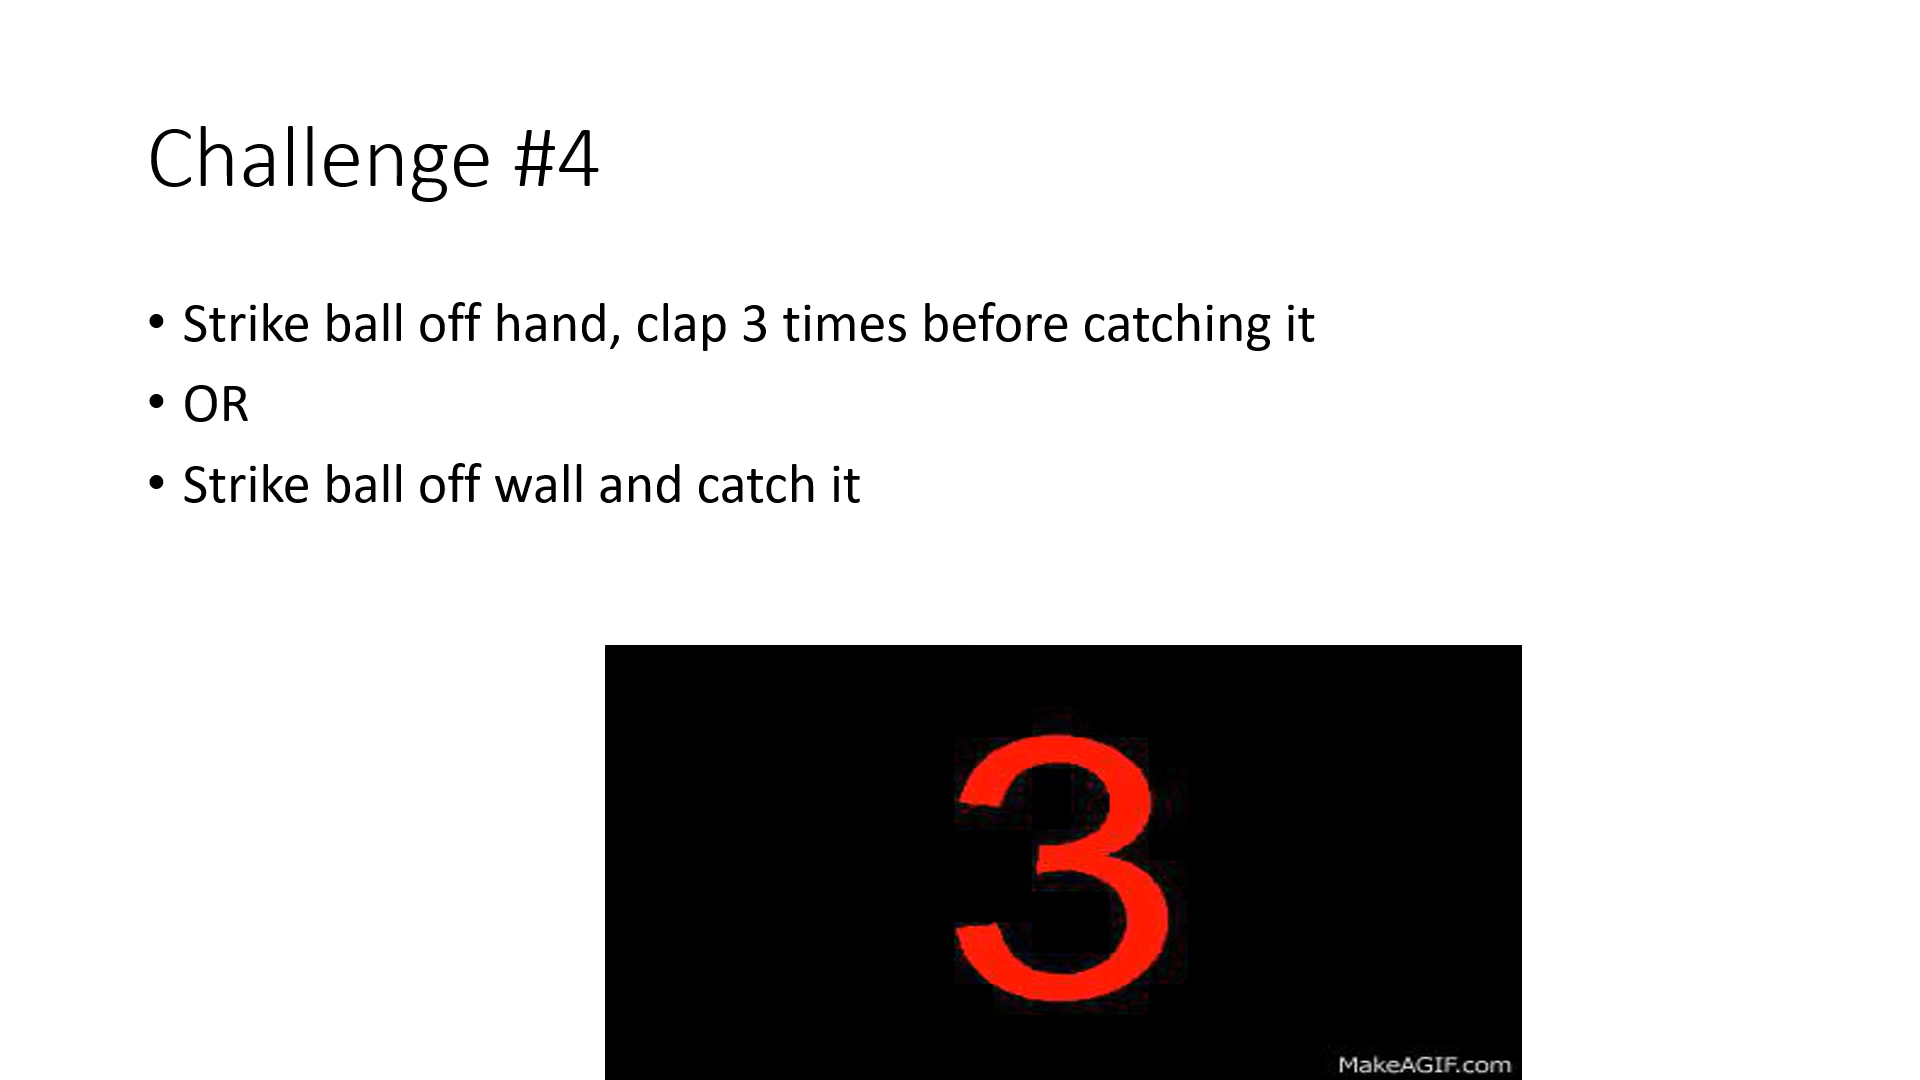 Challenge #4
• Strike ball off hand, clap 3 times before catching it
• OR
• Strike ball off wall and catch it
3
MakeAGIF.com